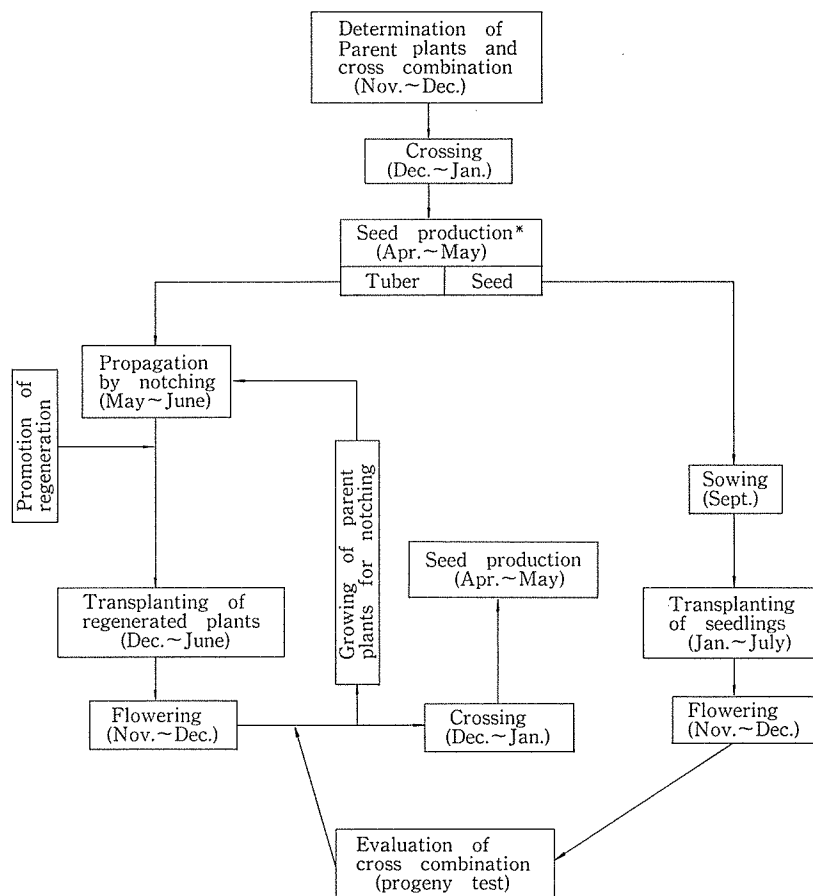 Determination of
Parent plants and
cross combination
(Nov.~Dec.)
Crossing
(Dec.~Jan.)
Seed production*
(Apr.~May)
Tuber
Seed
Propagation
by notching
(May~June)
Promotion of
regeneration
Growing of parent
plants for notching
Sowing
(Sept.)
Seed production
(Apr.~May)
Transplanting of
regenerated plants
(Dec.~June)
Transplanting
of seedlings
(Jan.~July)
Flowering
(Nov.~Dec.)
Crossing
(Dec.~Jan.)
Flowering
(Nov.~Dec.)
Evaluation of
cross combination
(progeny test)